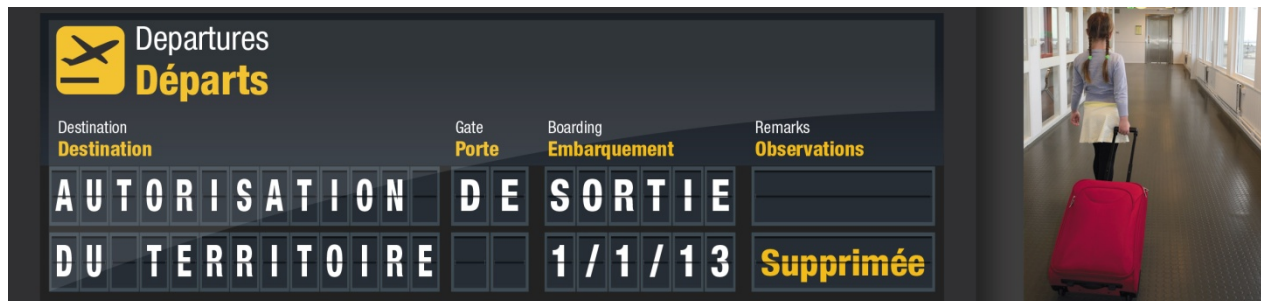 Departures
Départs
Destination Gate Boarding Remarks
Destination Porte Embarquement Observations
AUTORISATION DE SORTIE
DU TERRITOIRE 1/1/13 Supprimée